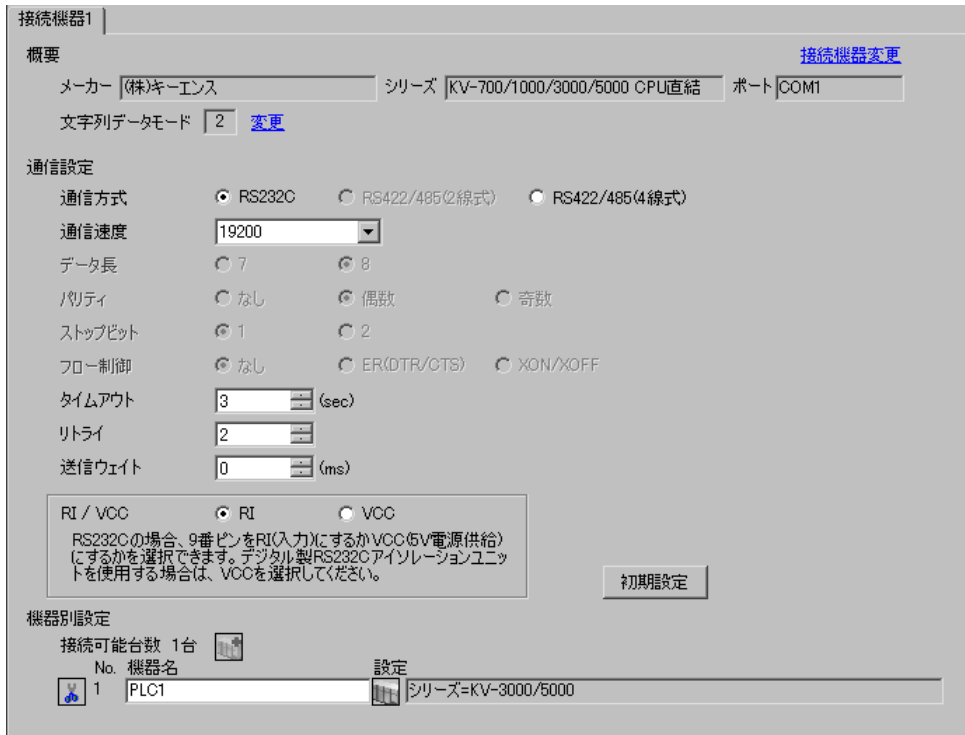 接続機器1
概要
接続機器変更
メーカー (株)キーエンス シリーズ KV-700/1000/3000/5000 CPU直結 ポート COM1
文字列データモード 2 変更
通信設定
通信方式 RS232C RS422/485(2線式) RS422/485(4線式)
通信速度 19200
データ長 7 8
パリティ なし 偶数 奇数
ストップビット 1 2
フロー制御 なし ER(DTR/CTS) XON/XOFF
タイムアウト 3 (sec)
リトライ 2
送信ウェイト 0 (ms)
RI / VCC RI VCC
RS232Cの場合、9番ピンをRI(入力)にするかVCC(5V電源供給)
にするかを選択できます。デジタル製RS232Cアイソレーションユニッ
トを使用する場合は、VCCを選択してください。
初期設定
機器別設定
接続可能台数 1台
No. 機器名 設定
1 PLC1 シリーズ=KV-3000/5000